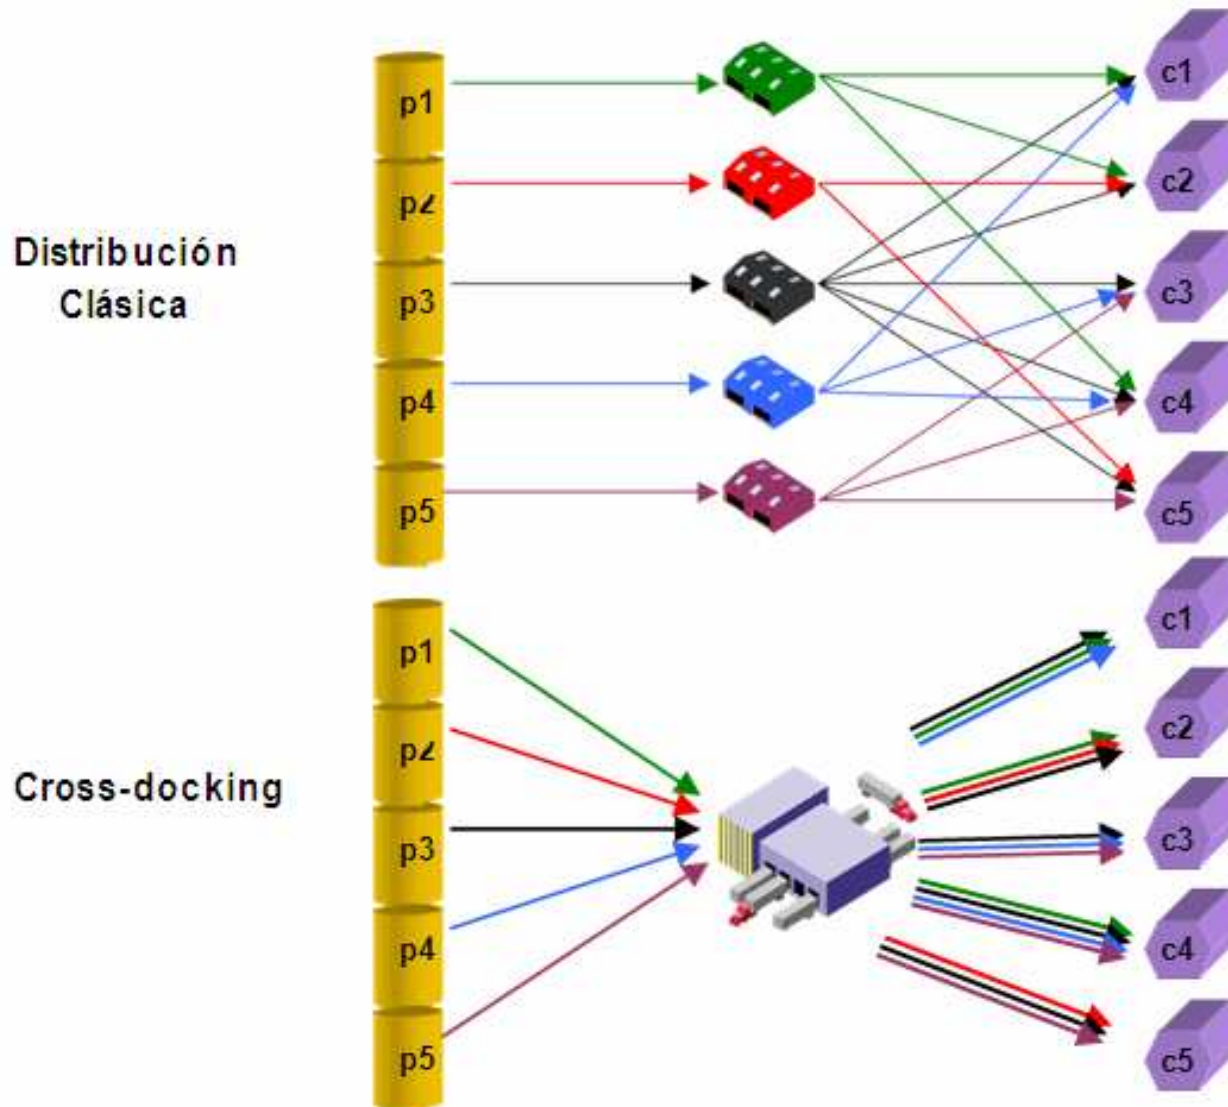 Distribución
Clásica
p1
p2
p3
p4
p5
c1
c2
c3
c4
c5
Cross-docking
p1
p2
p3
p4
p5
c1
c2
c3
c4
c5